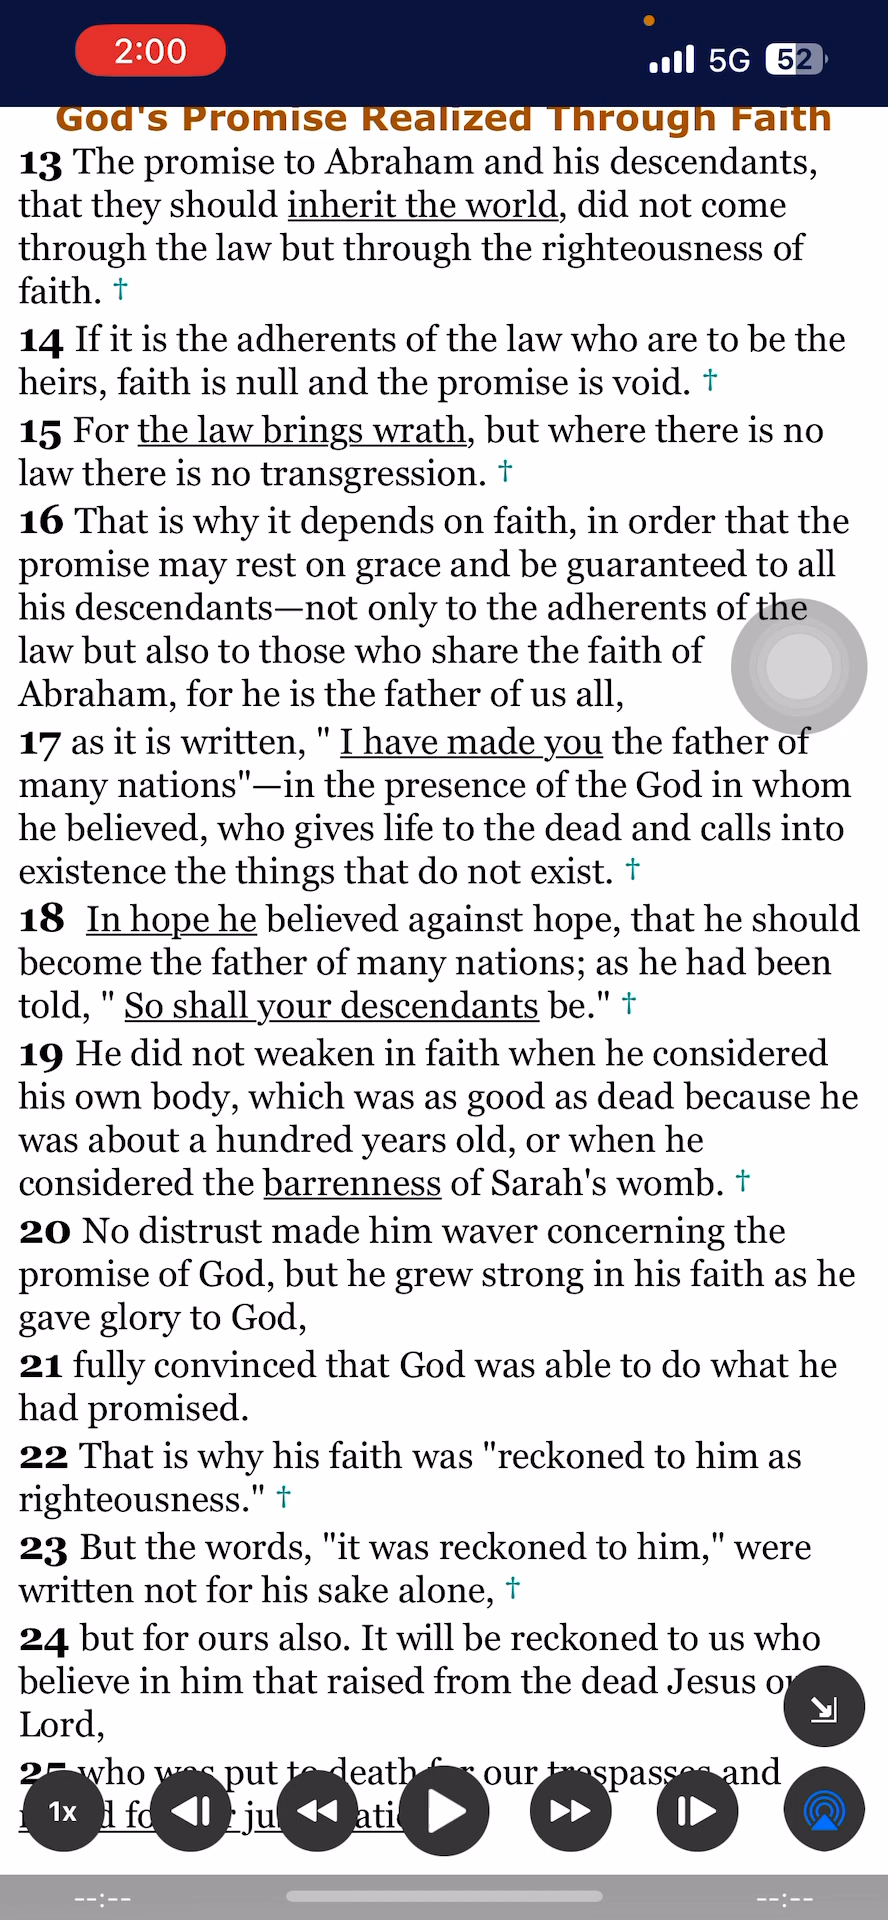 2:00
5G 52
God's Promise Realized Through Faith
13 The promise to Abraham and his descendants,
that they should inherit the world, did not come
through the law but through the righteousness of
faith. †
14 If it is the adherents of the law who are to be the
heirs, faith is null and the promise is void. †
15 For the law brings wrath, but where there is no
law there is no transgression. †
16 That is why it depends on faith, in order that the
promise may rest on grace and be guaranteed to all
his descendants—not only to the adherents of the
law but also to those who share the faith of
Abraham, for he is the father of us all,
17 as it is written, " I have made you the father of
many nations"—in the presence of the God in whom
he believed, who gives life to the dead and calls into
existence the things that do not exist. †
18 In hope he believed against hope, that he should
become the father of many nations; as he had been
told, " So shall your descendants be." †
19 He did not weaken in faith when he considered
his own body, which was as good as dead because he
was about a hundred years old, or when he
considered the barrenness of Sarah's womb. †
20 No distrust made him waver concerning the
promise of God, but he grew strong in his faith as he
gave glory to God,
21 fully convinced that God was able to do what he
had promised.
22 That is why his faith was "reckoned to him as
righteousness." †
23 But the words, "it was reckoned to him," were
written not for his sake alone, †
24 but for ours also. It will be reckoned to us who
believe in him that raised from the dead Jesus
Lord,
25 who was put to death for our trespasses and
1x
--:-- --:--